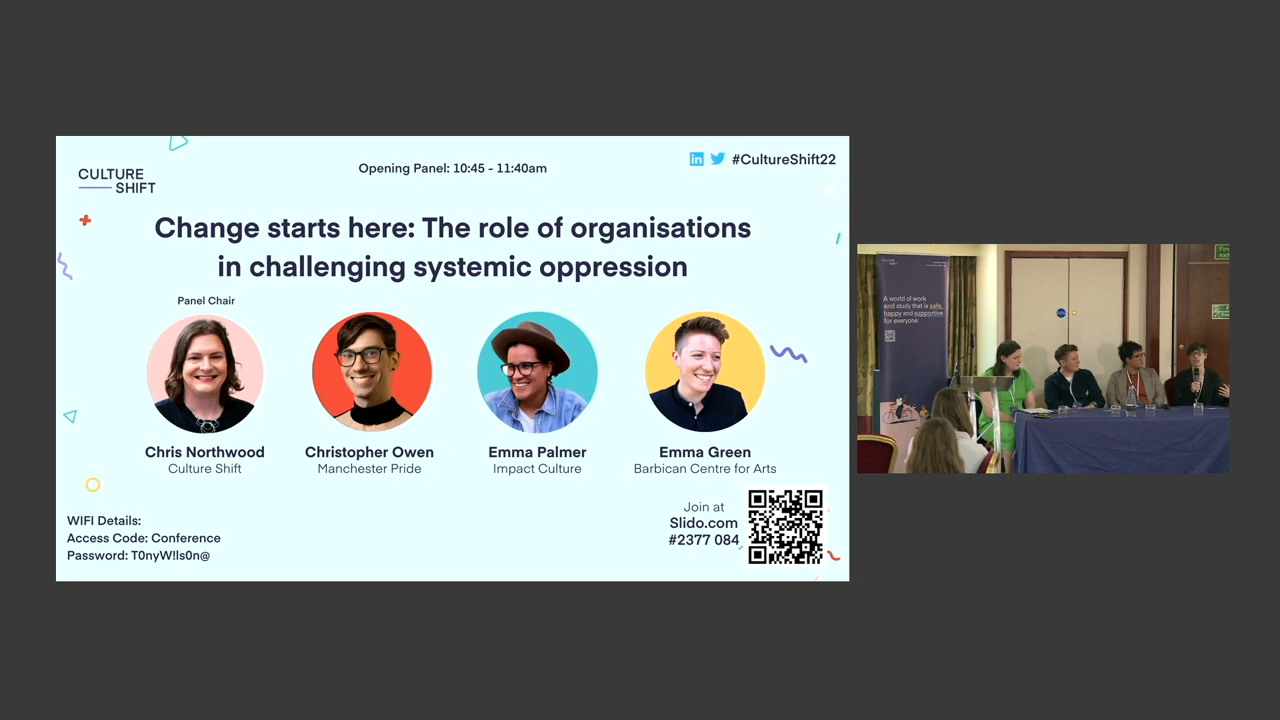 CULTURE
SHIFT
Opening Panel: 10:45 - 11:40am
#CultureShift22
Change starts here: The role of organisations
in challenging systemic oppression
Panel Chair
Chris Northwood
Culture Shift
Christopher Owen
Manchester Pride
Emma Palmer
Impact Culture
Emma Green
Barbican Centre for Arts
WIFI Details:
Access Code: Conference
Password: T0nyW!ls0n@
Join at
Slido.com
#2377 084
A world of work
and study that is safe,
happy and supportive
for everyone